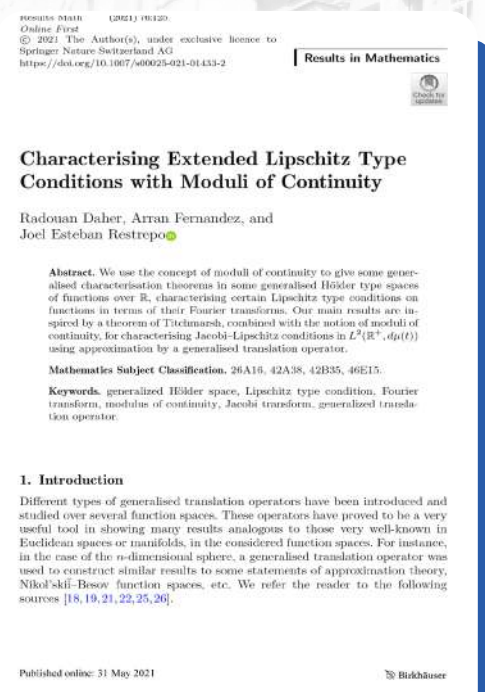 Results Math (2021) 76:125
Online First
© 2021 The Author(s), under exclusive licence to
Springer Nature Switzerland AG
https://doi.org/10.1007/s00025-021-01433-2
Results in Mathematics
Check for
updates
Characterising Extended Lipschitz Type
Conditions with Moduli of Continuity
Radouan Daher, Arran Fernandez, and
Joel Esteban Restrepo
Abstract. We use the concept of moduli of continuity to give some gener-
alised characterisation theorems in some generalised Hölder type spaces
of functions over ℝ, characterising certain Lipschitz type conditions on
functions in terms of their Fourier transforms. Our main results are in-
spired by a theorem of Titchmarsh, combined with the notion of moduli of
continuity, for characterising Jacobi–Lipschitz conditions in L²(ℝ⁺, dμ(t))
using approximation by a generalised translation operator.
Mathematics Subject Classification. 26A16, 42A38, 42B35, 46E15.
Keywords. generalized Hölder space, Lipschitz type condition, Fourier
transform, modulus of continuity, Jacobi transform, generalized transla-
tion operator.
1. Introduction
Different types of generalised translation operators have been introduced and
studied over several function spaces. These operators have proved to be a very
useful tool in showing many results analogous to those very well-known in
Euclidean spaces or manifolds, in the considered function spaces. For instance,
in the case of the n-dimensional sphere, a generalised translation operator was
used to construct similar results to some statements of approximation theory,
Nikol'skiĭ–Besov function spaces, etc. We refer the reader to the following
sources [18,19,21,22,25,26].
Published online: 31 May 2021
Birkhäuser